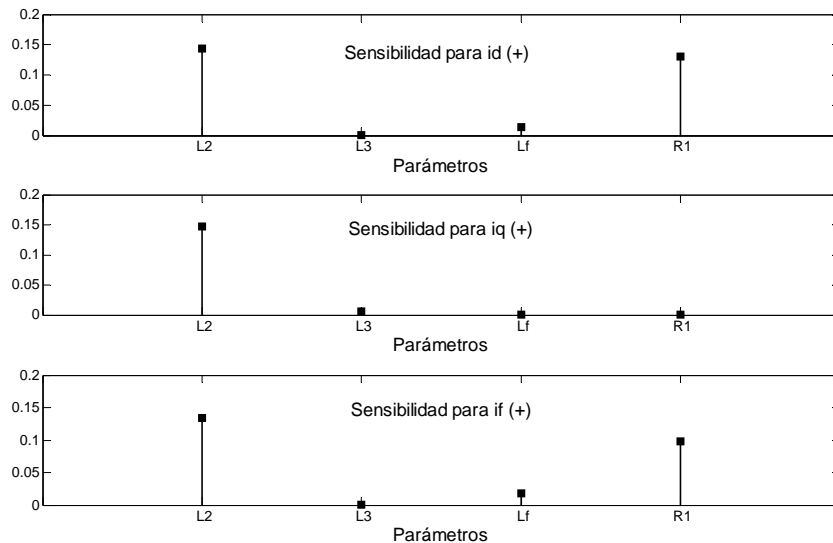 0.2
Sensibilidad para id (+)
0.15
0.1
0.05
0
L2 L3 Lf R1
Parámetros
0.2
Sensibilidad para iq (+)
0.15
0.1
0.05
0
L2 L3 Lf R1
Parámetros
0.2
Sensibilidad para if (+)
0.15
0.1
0.05
0
L2 L3 Lf R1
Parámetros